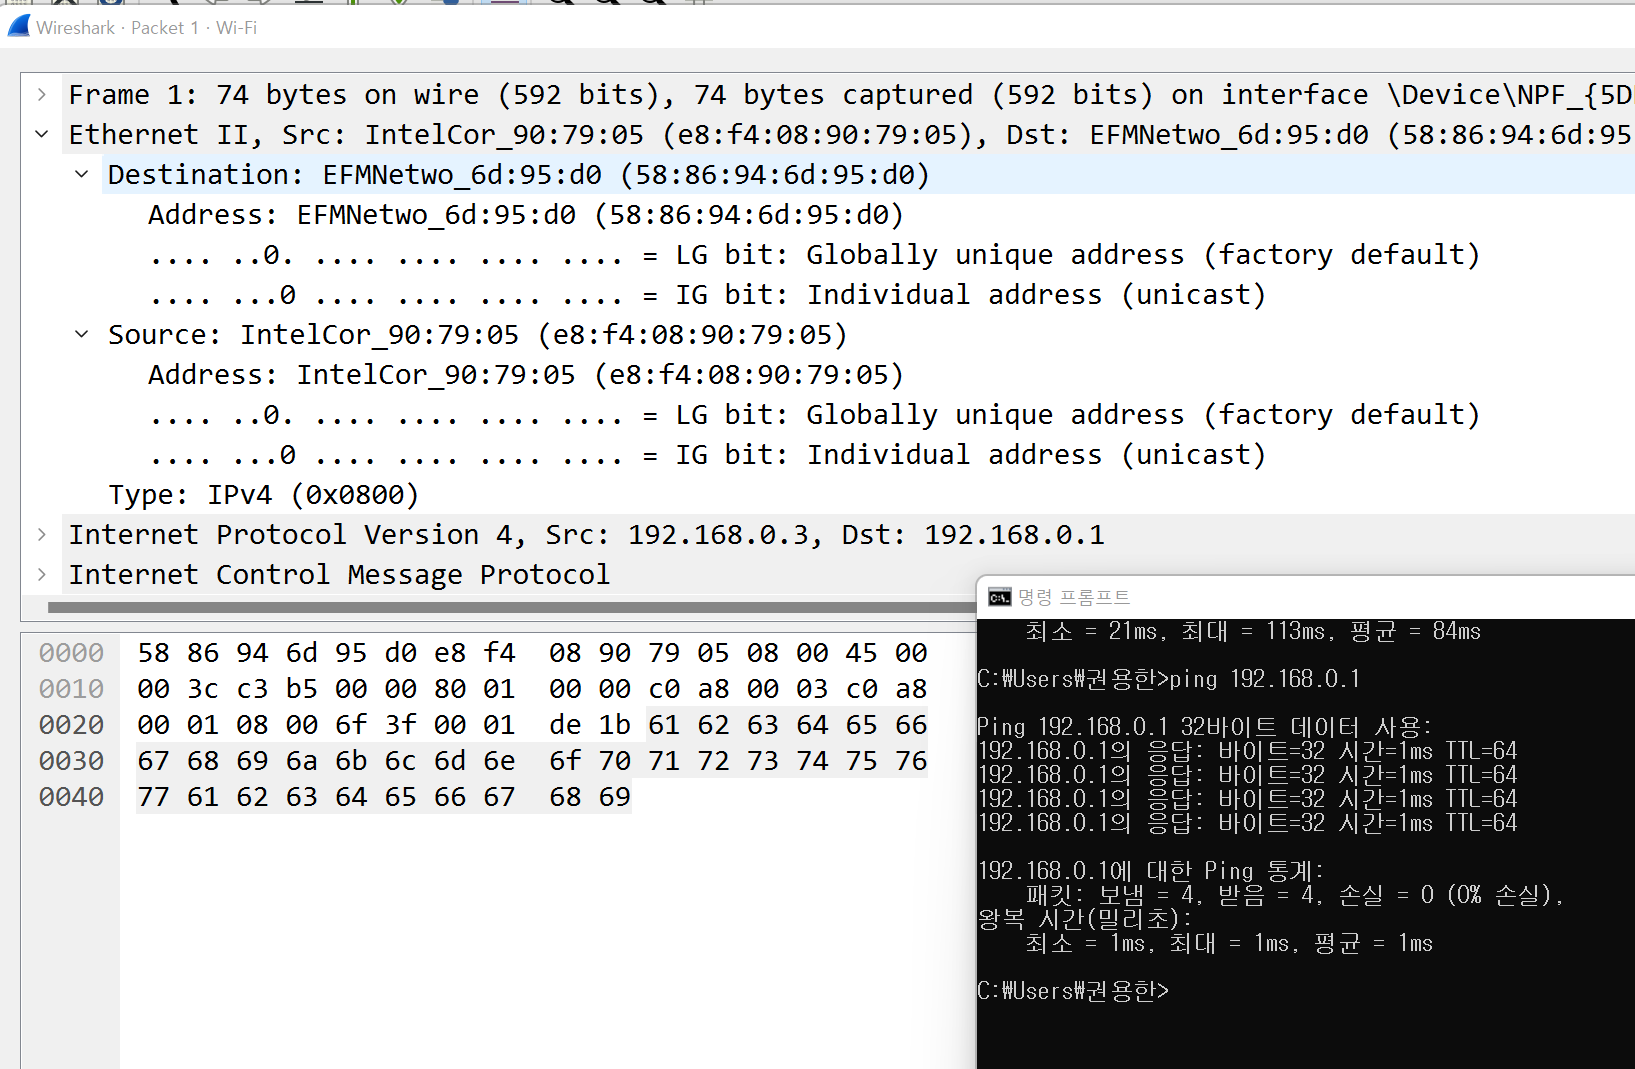 Wireshark · Packet 1 · Wi-Fi
Frame 1: 74 bytes on wire (592 bits), 74 bytes captured (592 bits) on interface \Device\NPF_{5D
Ethernet II, Src: IntelCor_90:79:05 (e8:f4:08:90:79:05), Dst: EFMNetwo_6d:95:d0 (58:86:94:6d:95
Destination: EFMNetwo_6d:95:d0 (58:86:94:6d:95:d0)
Address: EFMNetwo_6d:95:d0 (58:86:94:6d:95:d0)
.... ..0. .... .... .... .... = LG bit: Globally unique address (factory default)
.... ...0 .... .... .... .... = IG bit: Individual address (unicast)
Source: IntelCor_90:79:05 (e8:f4:08:90:79:05)
Address: IntelCor_90:79:05 (e8:f4:08:90:79:05)
.... ..0. .... .... .... .... = LG bit: Globally unique address (factory default)
.... ...0 .... .... .... .... = IG bit: Individual address (unicast)
Type: IPv4 (0x0800)
Internet Protocol Version 4, Src: 192.168.0.3, Dst: 192.168.0.1
Internet Control Message Protocol
0000 58 86 94 6d 95 d0 e8 f4 08 90 79 05 08 00 45 00
0010 00 3c c3 b5 00 00 80 01 00 00 c0 a8 00 03 c0 a8
0020 00 01 08 00 6f 3f 00 01 de 1b 61 62 63 64 65 66
0030 67 68 69 6a 6b 6c 6d 6e 6f 70 71 72 73 74 75 76
0040 77 61 62 63 64 65 66 67 68 69
명령 프롬프트
최소 = 21ms, 최대 = 113ms, 평균 = 84ms
C:₩Users₩권용한>ping 192.168.0.1
Ping 192.168.0.1 32바이트 데이터 사용:
192.168.0.1의 응답: 바이트=32 시간=1ms TTL=64
192.168.0.1의 응답: 바이트=32 시간=1ms TTL=64
192.168.0.1의 응답: 바이트=32 시간=1ms TTL=64
192.168.0.1의 응답: 바이트=32 시간=1ms TTL=64
192.168.0.1에 대한 Ping 통계:
패킷: 보냄 = 4, 받음 = 4, 손실 = 0 (0% 손실),
왕복 시간(밀리초):
최소 = 1ms, 최대 = 1ms, 평균 = 1ms
C:₩Users₩권용한>